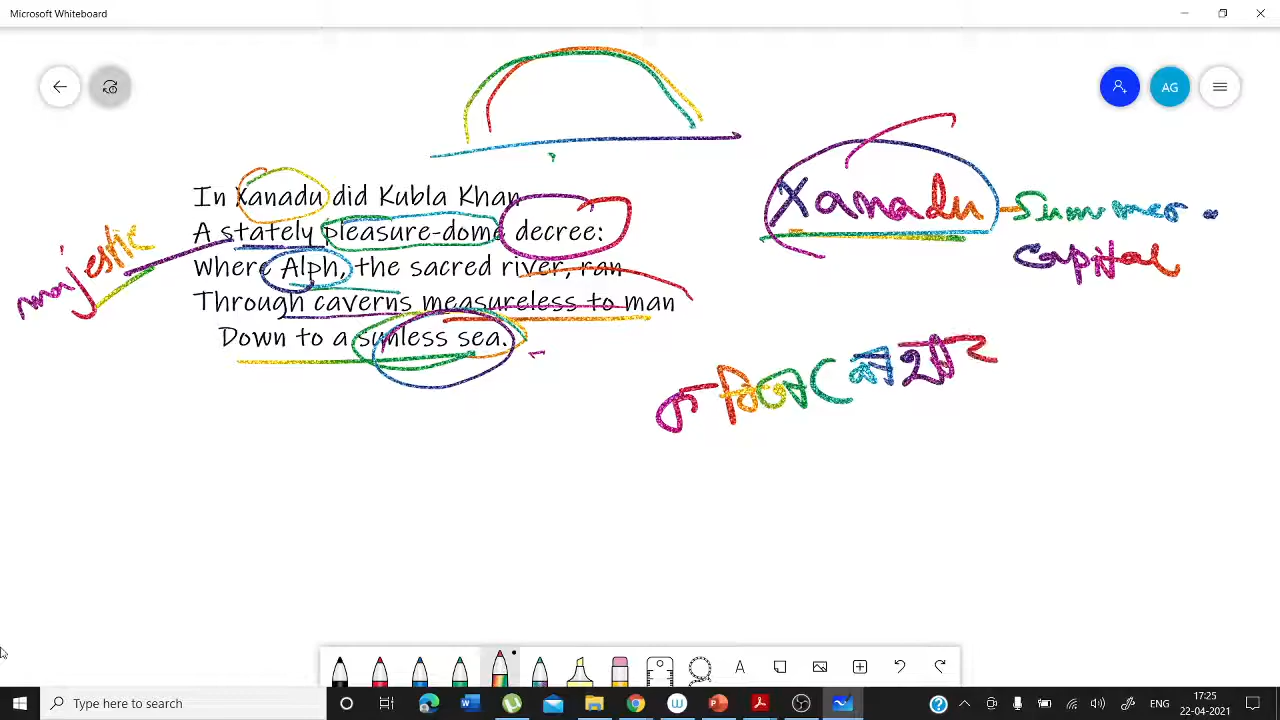 Microsoft Whiteboard
AG
In Xanadu did Kubla Khan
A stately pleasure-dome decree:
Where Alph, the sacred river, ran
Through caverns measureless to man
Down to a sunless sea.
majestic
Xanadu - Summer
Capital
Type here to search
ENG
17:25
22-04-2021